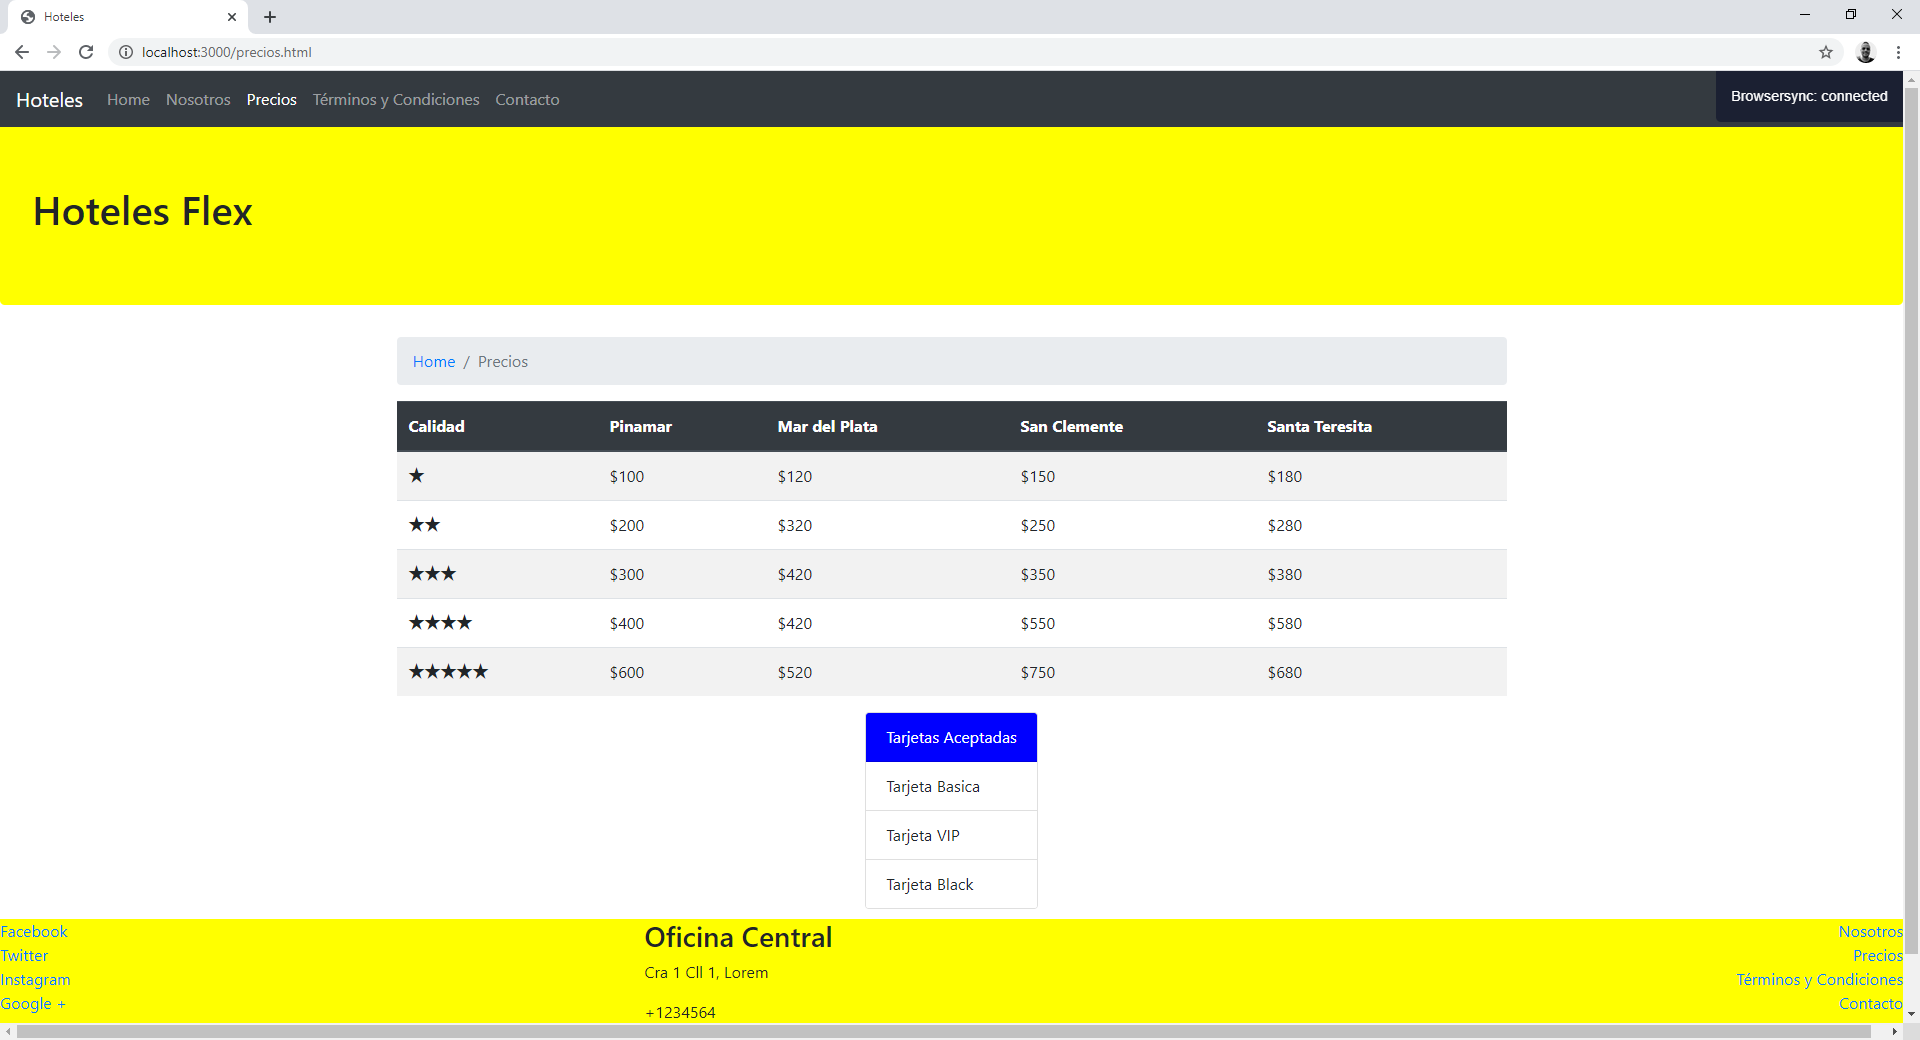 Hoteles
localhost:3000/precios.html
Hoteles Home Nosotros Precios Términos y Condiciones Contacto
Browsersync: connected
Hoteles Flex
Home / Precios
Calidad Pinamar Mar del Plata San Clemente Santa Teresita
★ $100 $120 $150 $180
★★ $200 $320 $250 $280
★★★ $300 $420 $350 $380
★★★★ $400 $420 $550 $580
★★★★★ $600 $520 $750 $680
Tarjetas Aceptadas
Tarjeta Basica
Tarjeta VIP
Tarjeta Black
Facebook
Twitter
Instagram
Google +
Oficina Central
Cra 1 Cll 1, Lorem
+1234564
Nosotros
Precios
Términos y Condiciones
Contacto